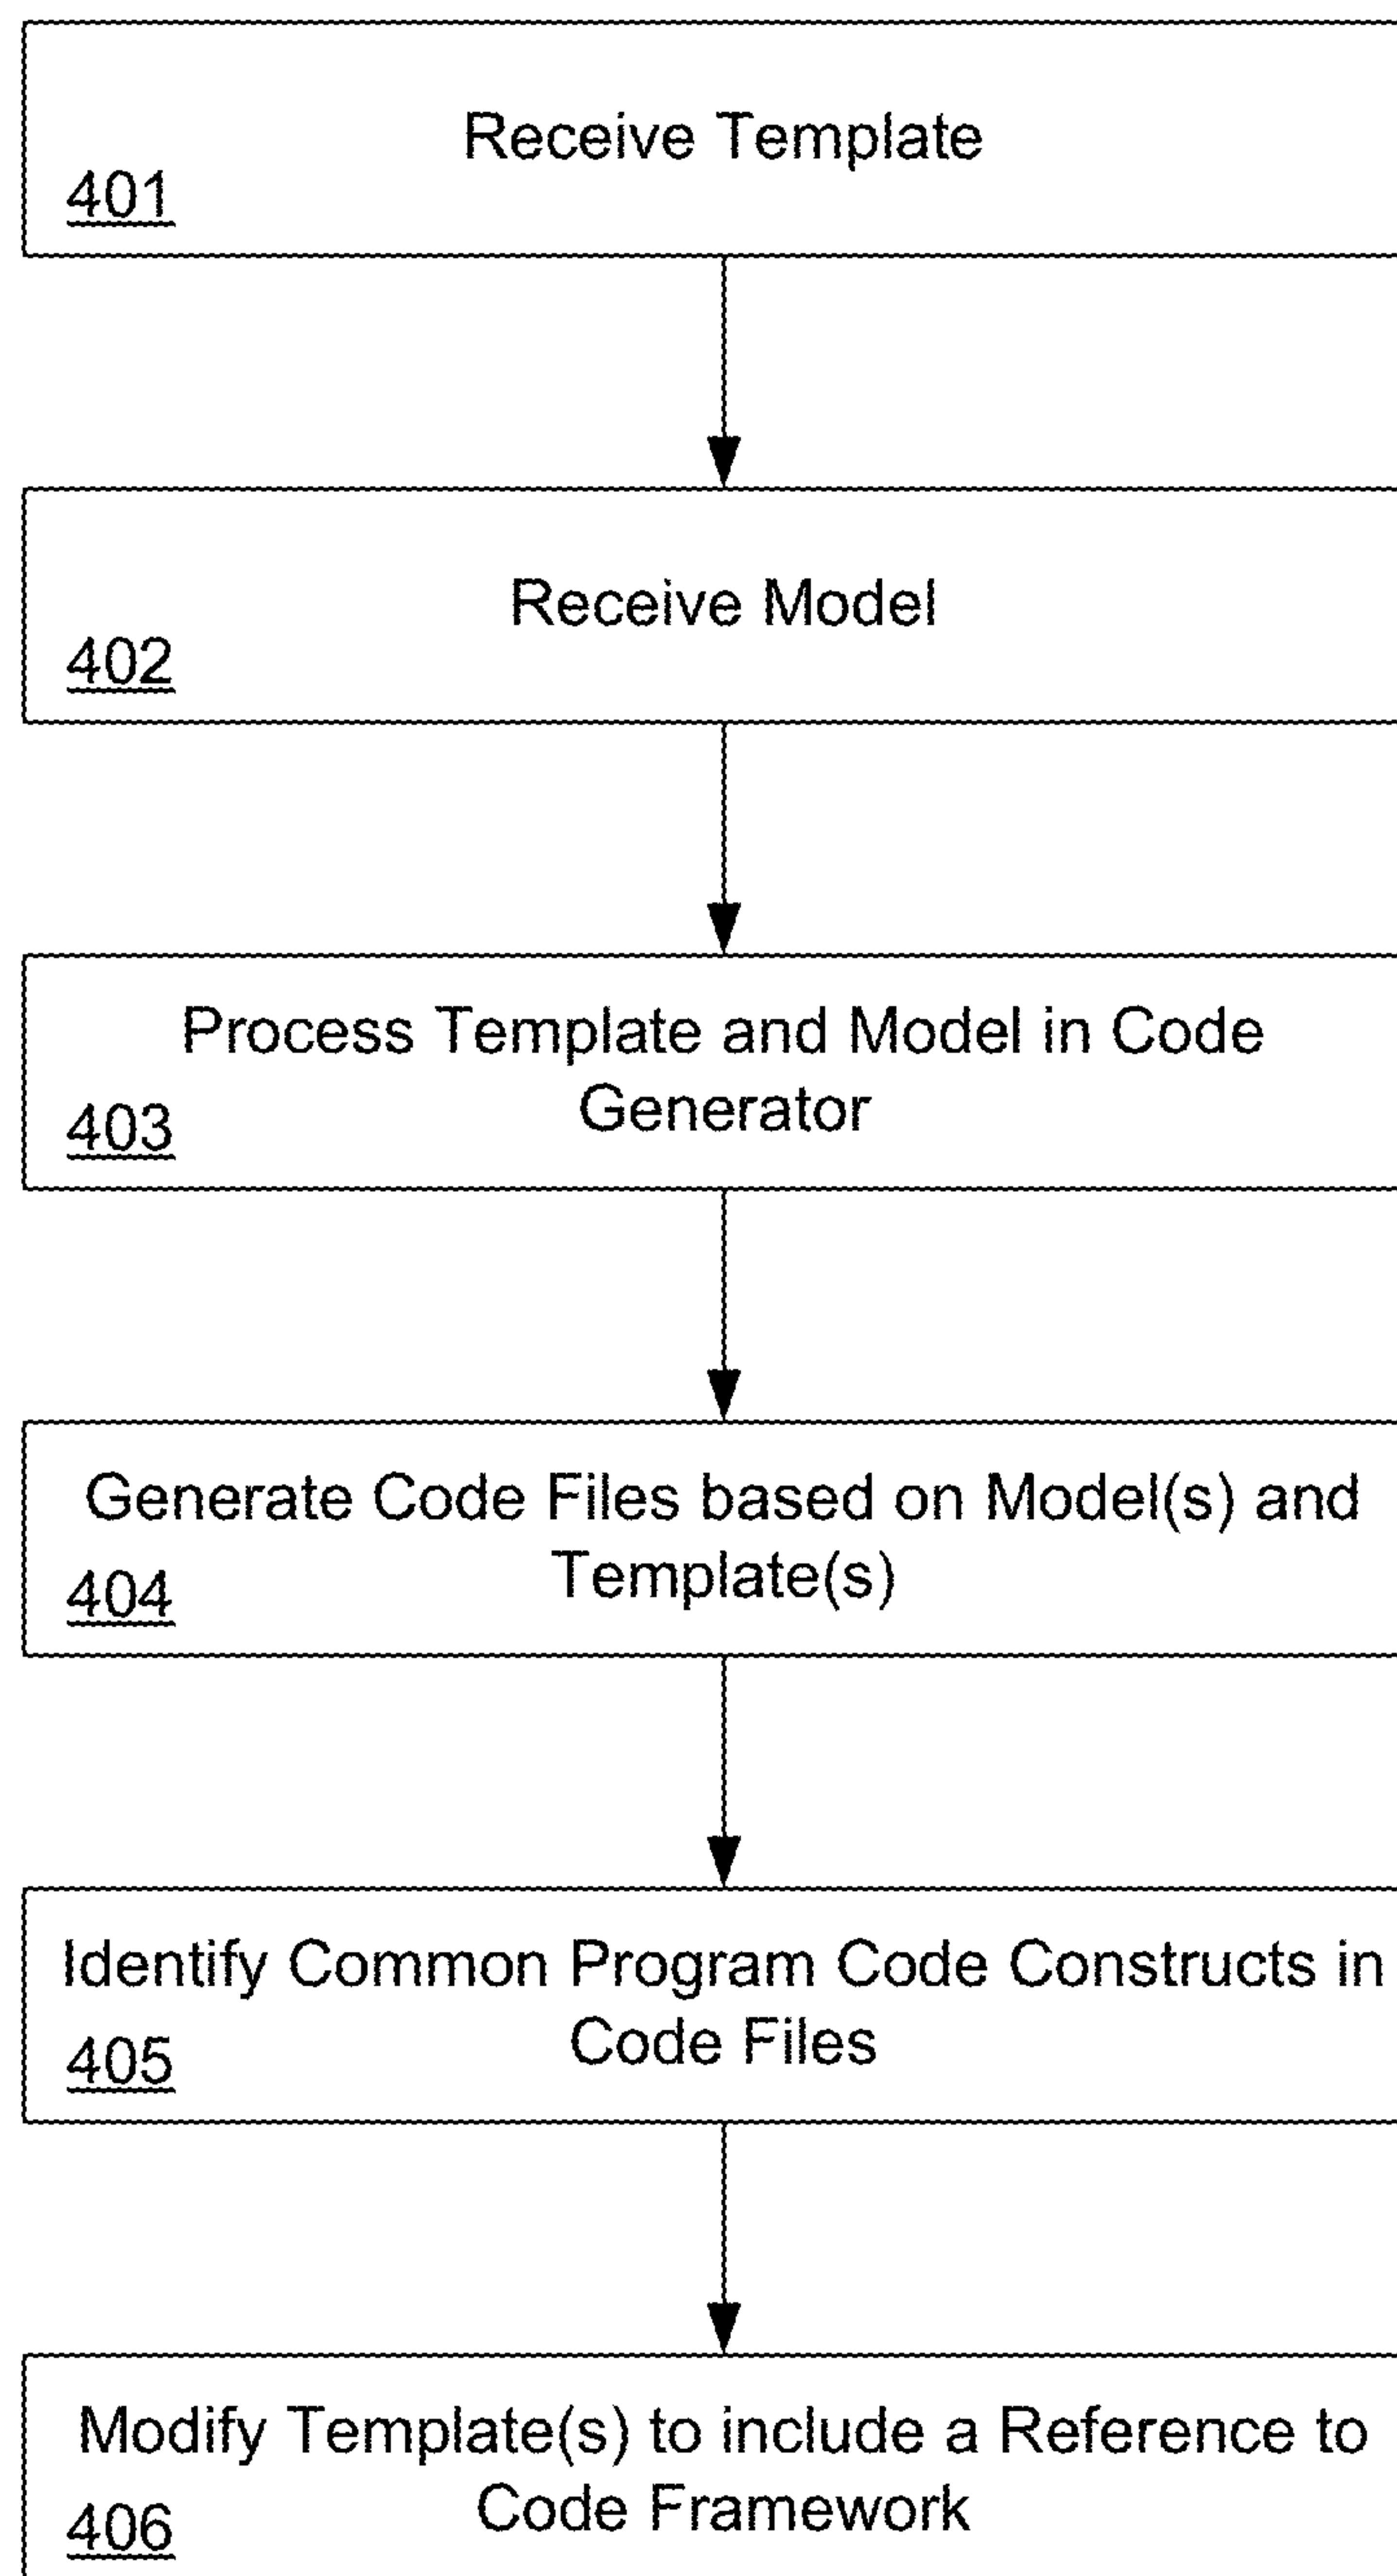 Receive Template
401
Receive Model
402
Process Template and Model in Code
Generator
403
Generate Code Files based on Model(s) and
Template(s)
404
Identify Common Program Code Constructs in
Code Files
405
Modify Template(s) to include a Reference to
Code Framework
406